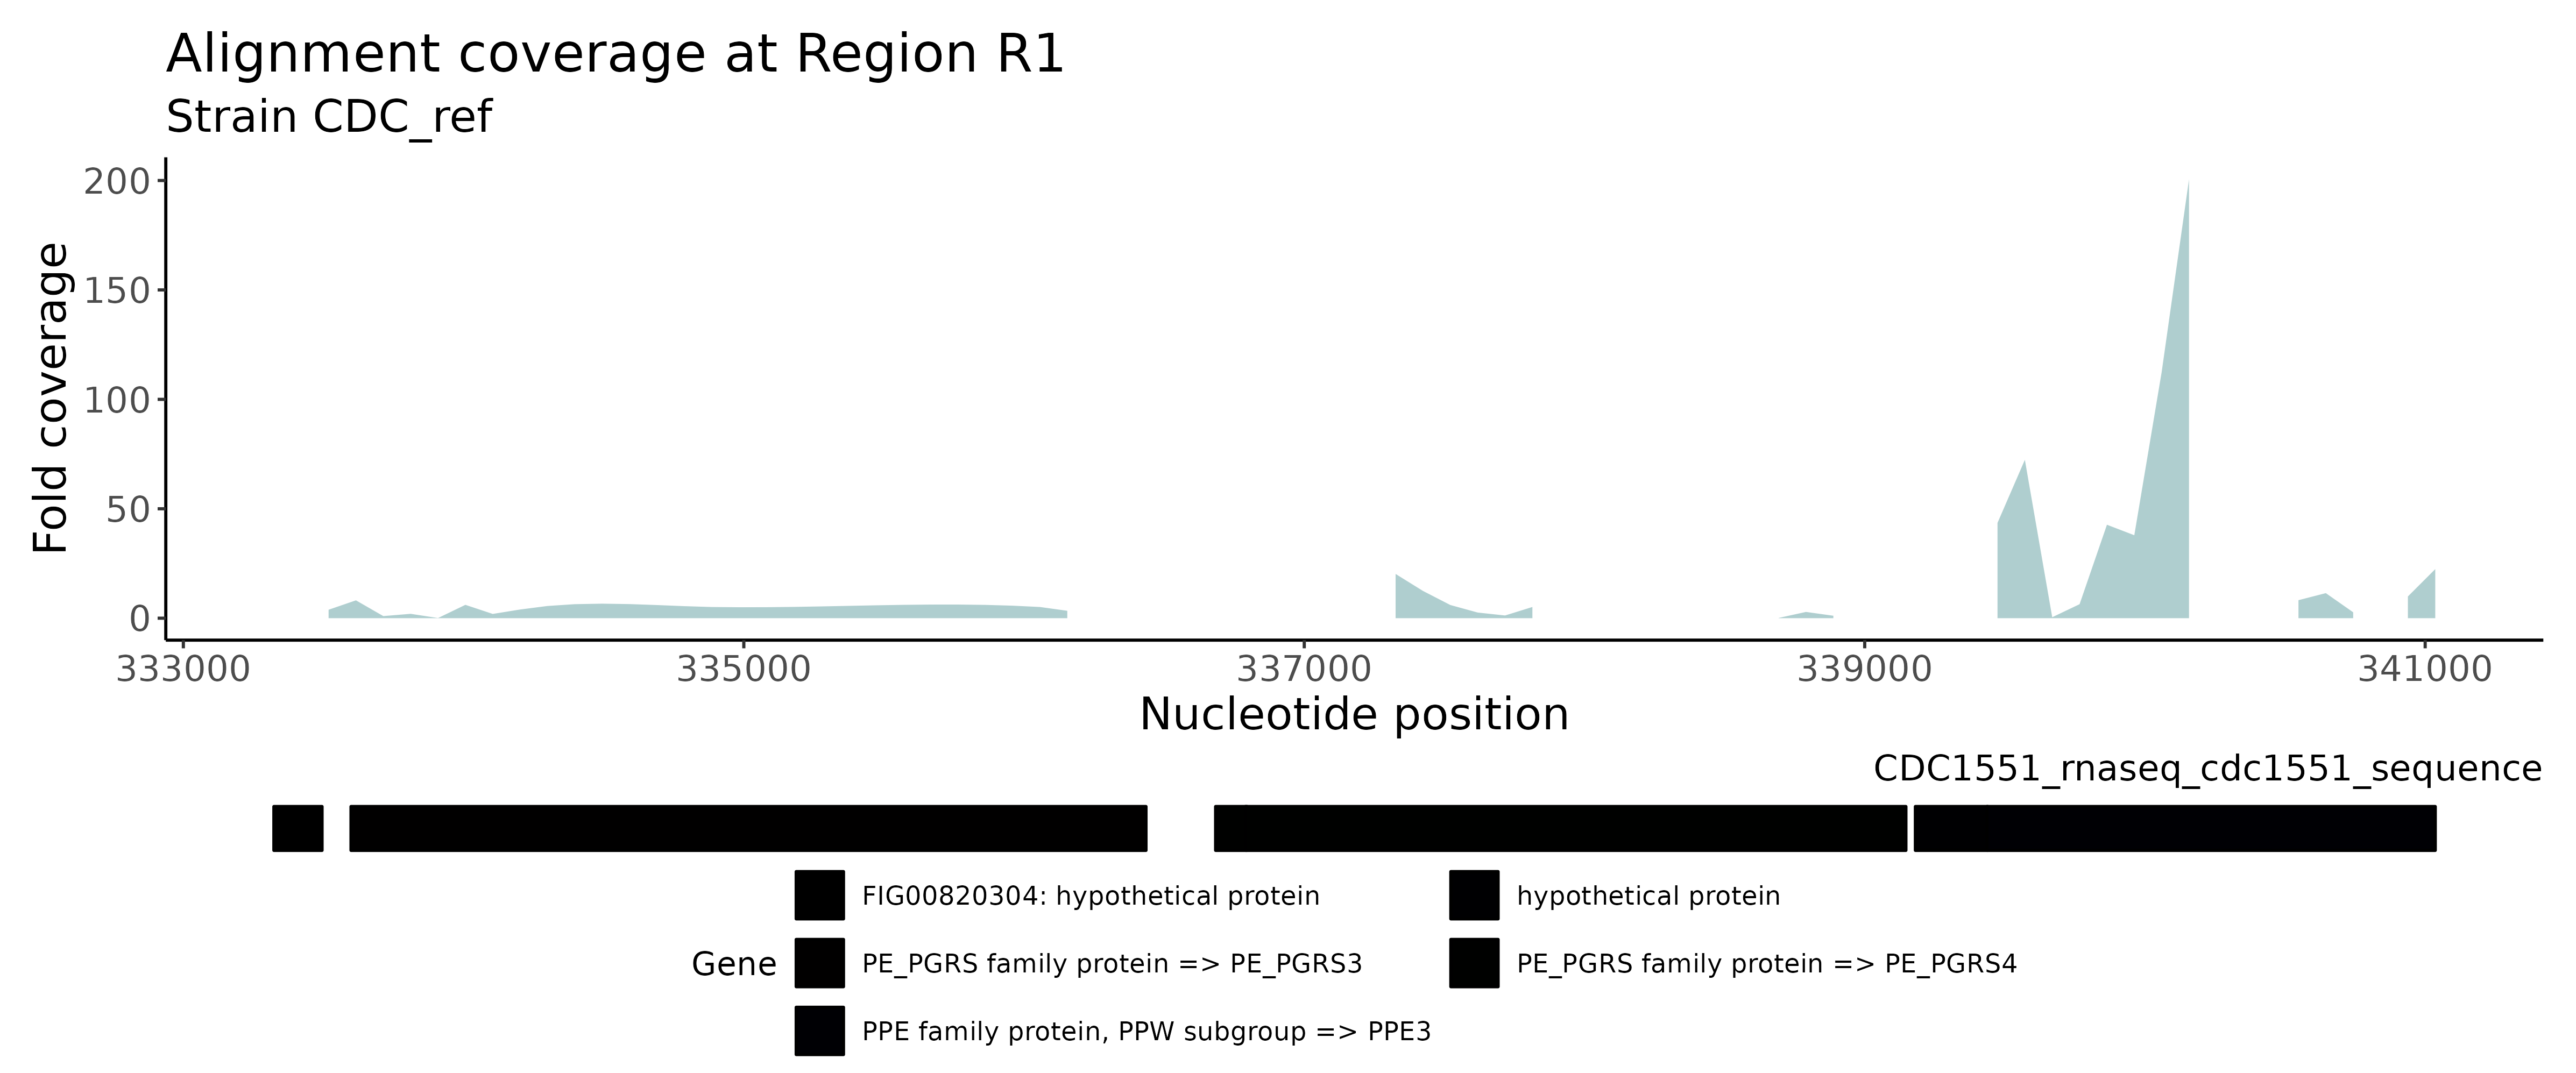 Alignment coverage at Region R1
Strain CDC_ref
Fold coverage
200
150
100
50
0
333000 335000 337000 339000 341000
Nucleotide position
CDC1551_rnaseq_cdc1551_sequence
Gene
FIG00820304: hypothetical protein
hypothetical protein
PE_PGRS family protein => PE_PGRS3
PE_PGRS family protein => PE_PGRS4
PPE family protein, PPW subgroup => PPE3